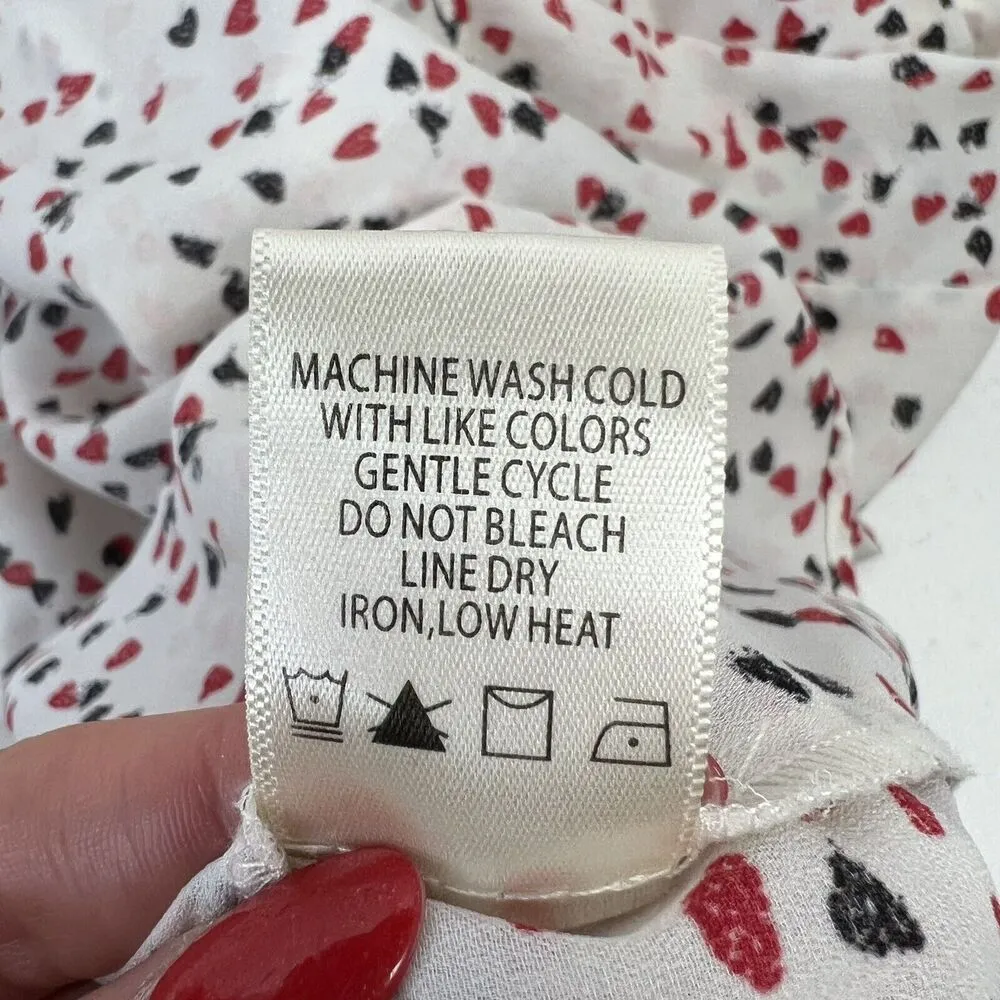 MACHINE WASH COLD
WITH LIKE COLORS
GENTLE CYCLE
DO NOT BLEACH
LINE DRY
IRON,LOW HEAT